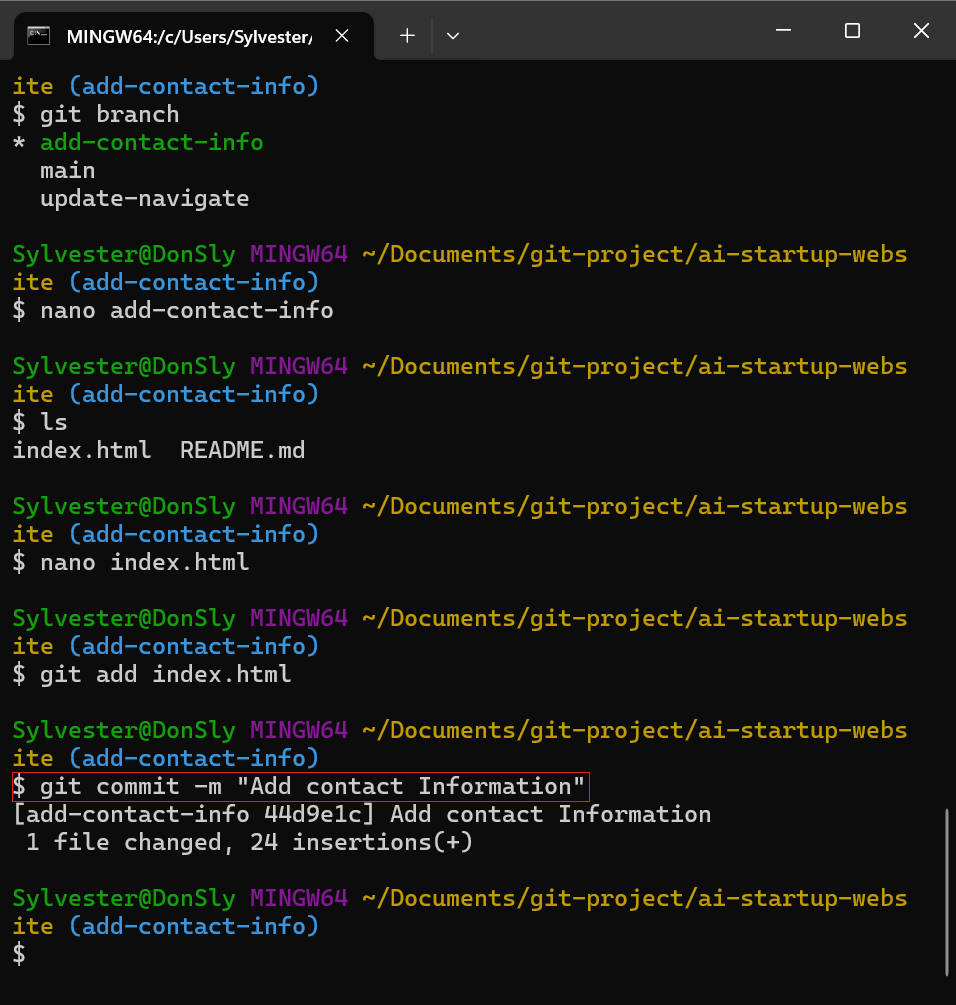 MINGW64:/c/Users/Sylvester/
ite (add-contact-info)
$ git branch
* add-contact-info
  main
  update-navigate
Sylvester@DonSly MINGW64 ~/Documents/git-project/ai-startup-webs
ite (add-contact-info)
$ nano add-contact-info
Sylvester@DonSly MINGW64 ~/Documents/git-project/ai-startup-webs
ite (add-contact-info)
$ ls
index.html  README.md
Sylvester@DonSly MINGW64 ~/Documents/git-project/ai-startup-webs
ite (add-contact-info)
$ nano index.html
Sylvester@DonSly MINGW64 ~/Documents/git-project/ai-startup-webs
ite (add-contact-info)
$ git add index.html
Sylvester@DonSly MINGW64 ~/Documents/git-project/ai-startup-webs
ite (add-contact-info)
$ git commit -m "Add contact Information"
[add-contact-info 44d9e1c] Add contact Information
 1 file changed, 24 insertions(+)
Sylvester@DonSly MINGW64 ~/Documents/git-project/ai-startup-webs
ite (add-contact-info)
$